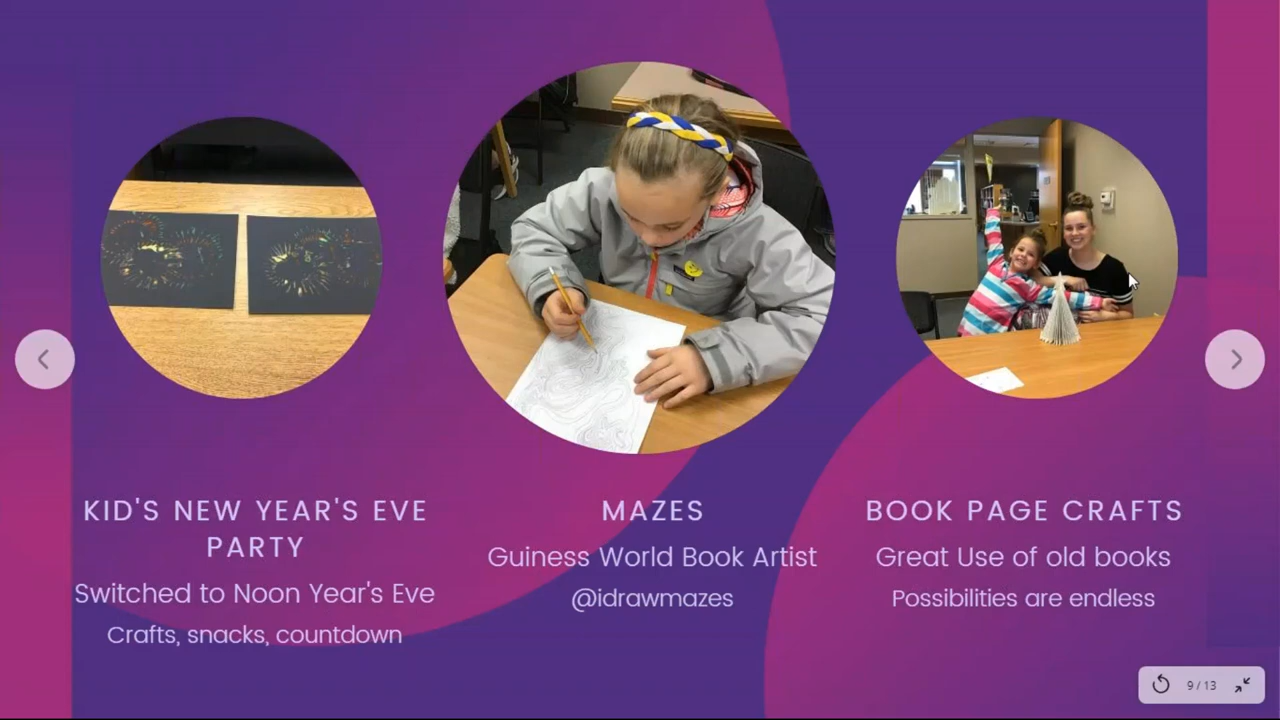 KID'S NEW YEAR'S EVE
PARTY
Switched to Noon Year's Eve
Crafts, snacks, countdown
MAZES
Guiness World Book Artist
@idrawmazes
BOOK PAGE CRAFTS
Great Use of old books
Possibilities are endless
9 / 13